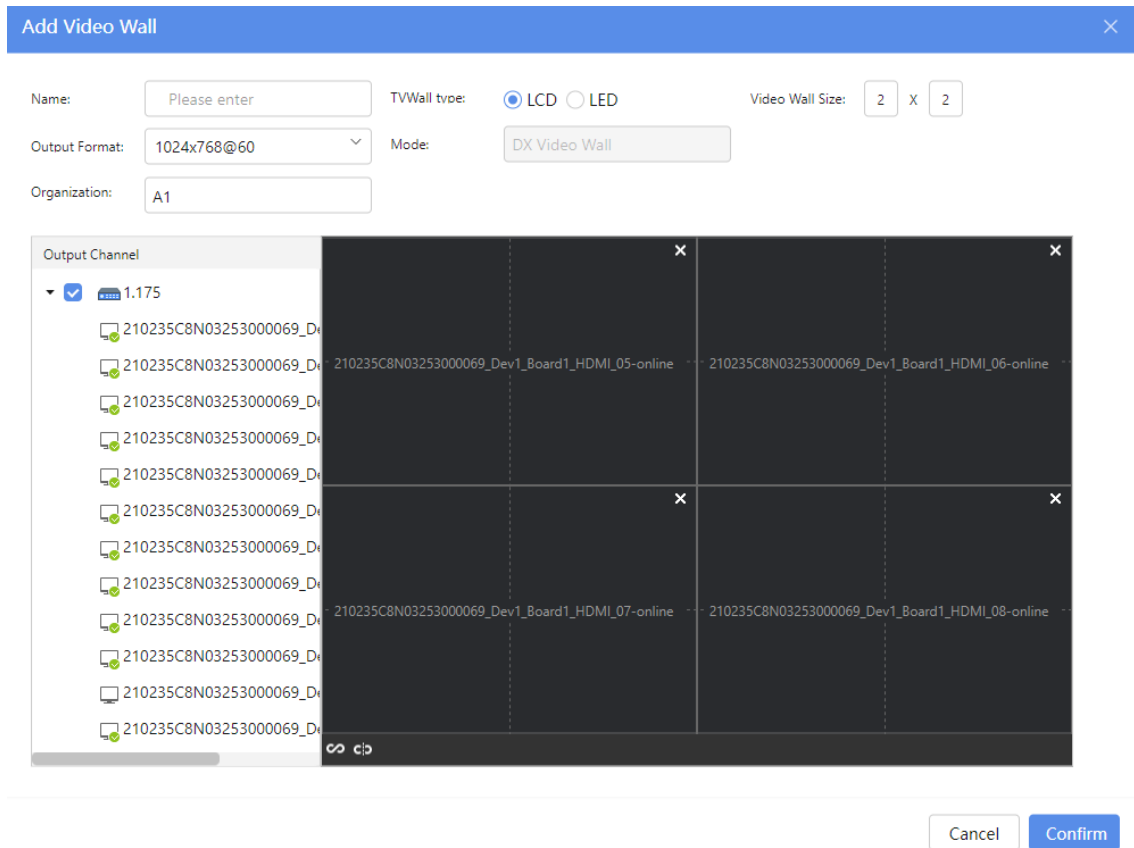 Add Video Wall
Name: Please enter TVWall type: LCD LED Video Wall Size: 2 X 2
Output Format: 1024x768@60 Mode: DX Video Wall
Organization: A1
Output Channel
1.175
210235C8N03253000069_De
210235C8N03253000069_De
210235C8N03253000069_De
210235C8N03253000069_De
210235C8N03253000069_De
210235C8N03253000069_De
210235C8N03253000069_De
210235C8N03253000069_De
210235C8N03253000069_De
210235C8N03253000069_De
210235C8N03253000069_De
210235C8N03253000069_De
210235C8N03253000069_Dev1_Board1_HDMI_05-online
210235C8N03253000069_Dev1_Board1_HDMI_06-online
210235C8N03253000069_Dev1_Board1_HDMI_07-online
210235C8N03253000069_Dev1_Board1_HDMI_08-online
Cancel Confirm